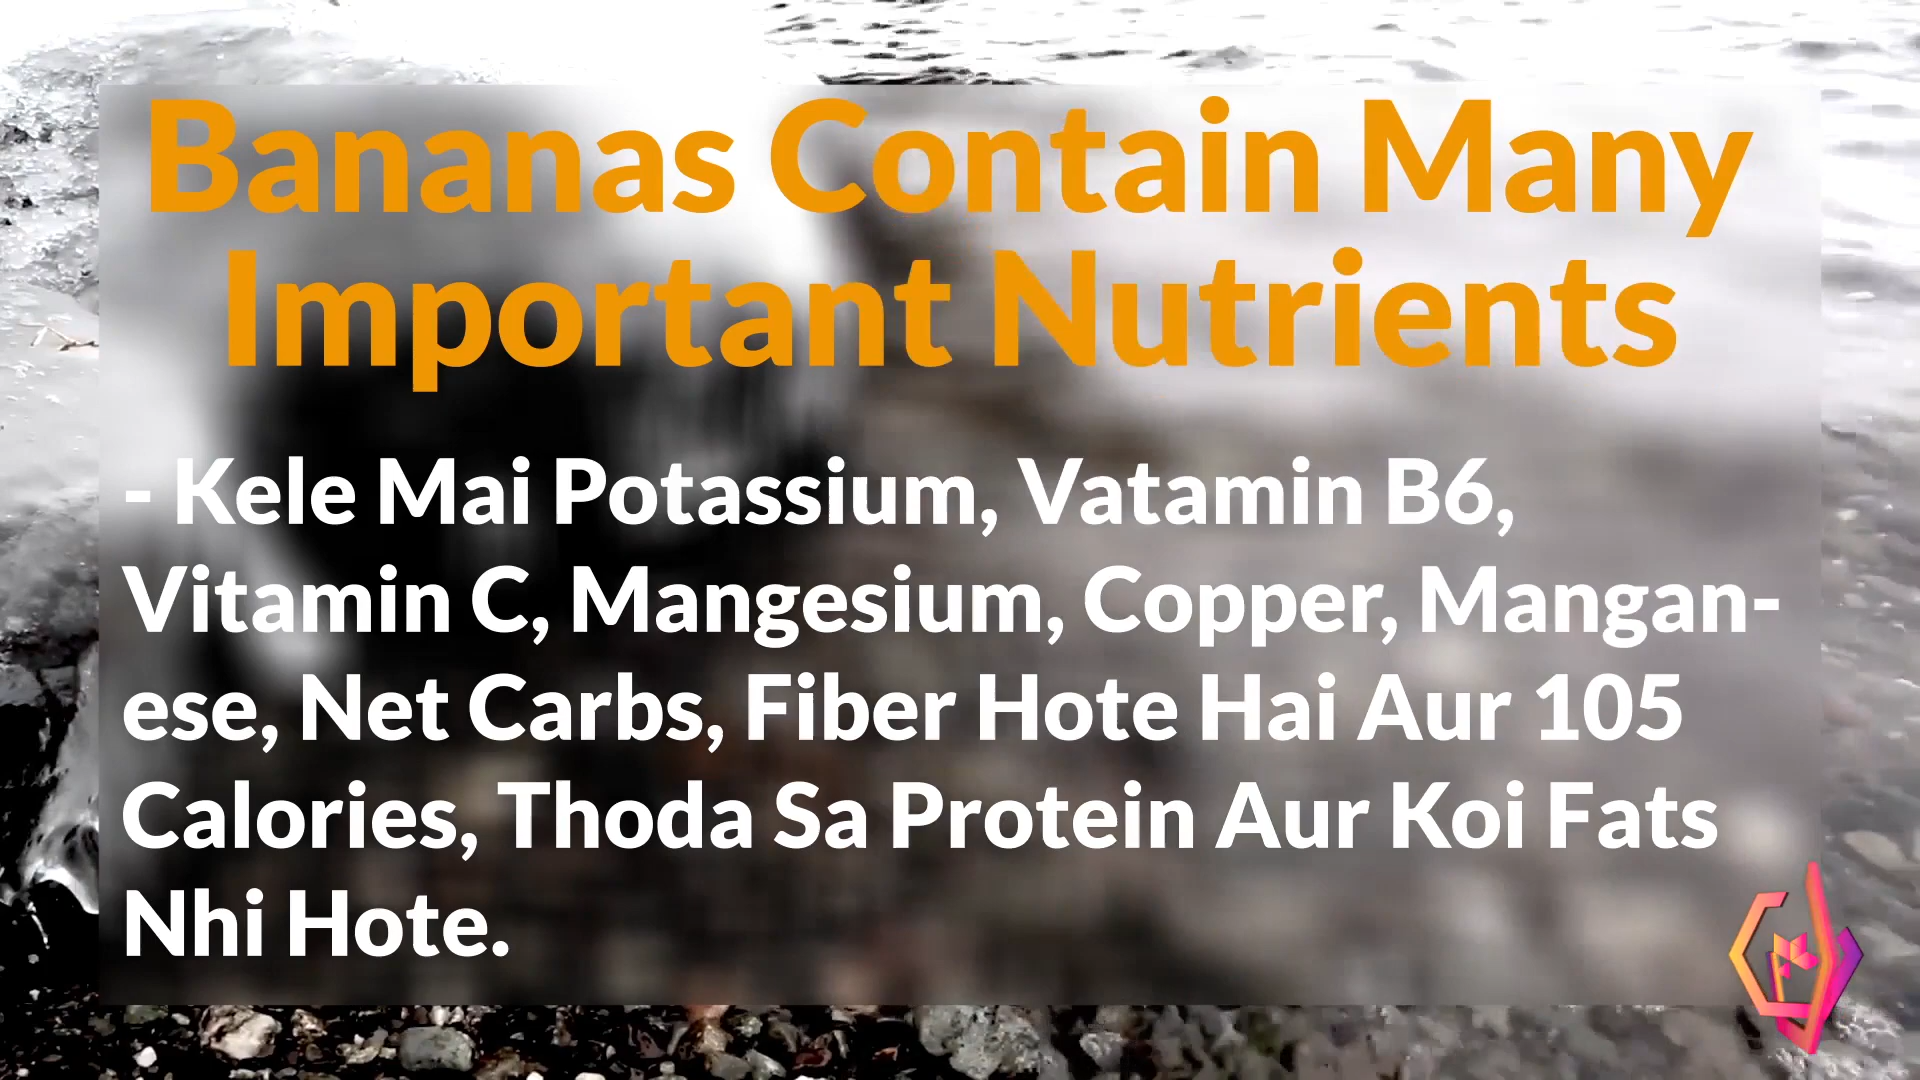 Bananas Contain Many
Important Nutrients
- Kele Mai Potassium, Vatamin B6,
Vitamin C, Mangesium, Copper, Mangan-
ese, Net Carbs, Fiber Hote Hai Aur 105
Calories, Thoda Sa Protein Aur Koi Fats
Nhi Hote.